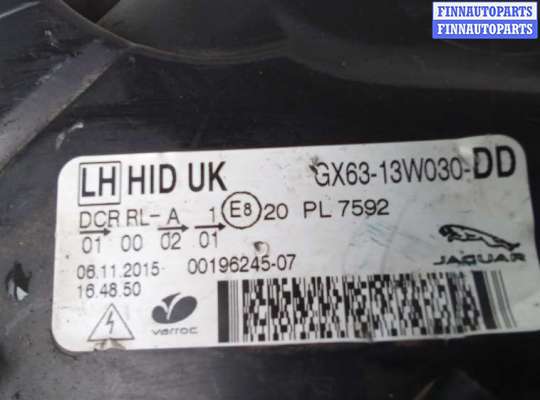 FINNAUTOPARTS
FINNAUTOPARTS
LH HID UK GX63-13W030-DD
DCR RL- A 1 E8 20 PL 7592
01 00 02 01
06.11.2015 00196245-07
16.48.50
JAGUAR
varroc